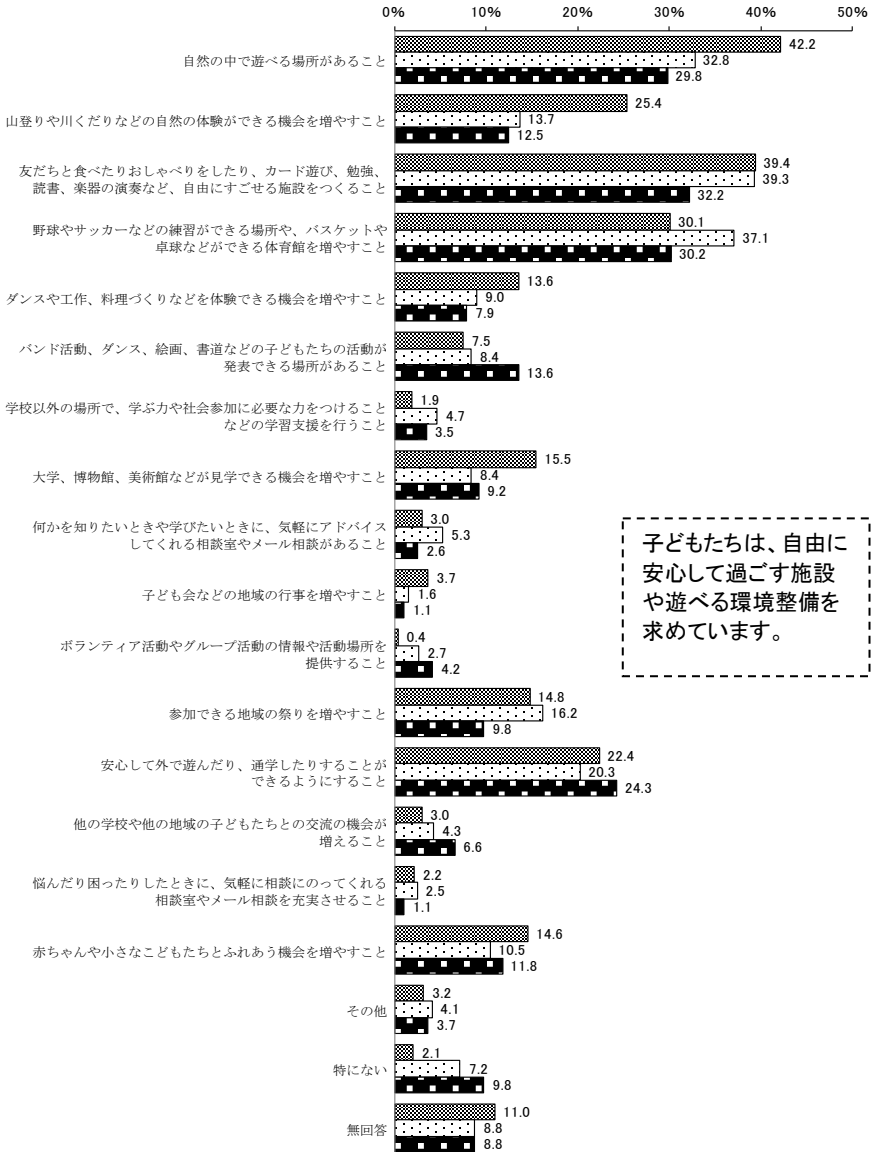 0% 10% 20% 30% 40% 50%
自然の中で遊べる場所があること
42.2
32.8
29.8
山登りや川くだりなどの自然の体験ができる機会を増やすこと
25.4
13.7
12.5
友だちと食べたりおしゃべりをしたり、カード遊び、勉強、
読書、楽器の演奏など、自由にすごせる施設をつくること
39.4
39.3
32.2
野球やサッカーなどの練習ができる場所や、バスケットや
卓球などができる体育館を増やすこと
30.1
37.1
30.2
ダンスや工作、料理づくりなどを体験できる機会を増やすこと
13.6
9.0
7.9
バンド活動、ダンス、絵画、書道などの子どもたちの活動が
発表できる場所があること
7.5
8.4
13.6
学校以外の場所で、学ぶ力や社会参加に必要な力をつけること
などの学習支援を行うこと
1.9
4.7
3.5
大学、博物館、美術館などが見学できる機会を増やすこと
15.5
8.4
9.2
何かを知りたいときや学びたいときに、気軽にアドバイス
してくれる相談室やメール相談があること
3.0
5.3
2.6
子ども会などの地域の行事を増やすこと
3.7
1.6
1.1
ボランティア活動やグループ活動の情報や活動場所を
提供すること
0.4
2.7
4.2
参加できる地域の祭りを増やすこと
14.8
16.2
9.8
安心して外で遊んだり、通学したりすることが
できるようにすること
22.4
20.3
24.3
他の学校や他の地域の子どもたちとの交流の機会が
増えること
3.0
4.3
6.6
悩んだり困ったりしたときに、気軽に相談にのってくれる
相談室やメール相談を充実させること
2.2
2.5
1.1
赤ちゃんや小さなこどもたちとふれあう機会を増やすこと
14.6
10.5
11.8
その他
3.2
4.1
3.7
特にない
2.1
7.2
9.8
無回答
11.0
8.8
8.8
子どもたちは、自由に
安心して過ごす施設
や遊べる環境整備を
求めています。